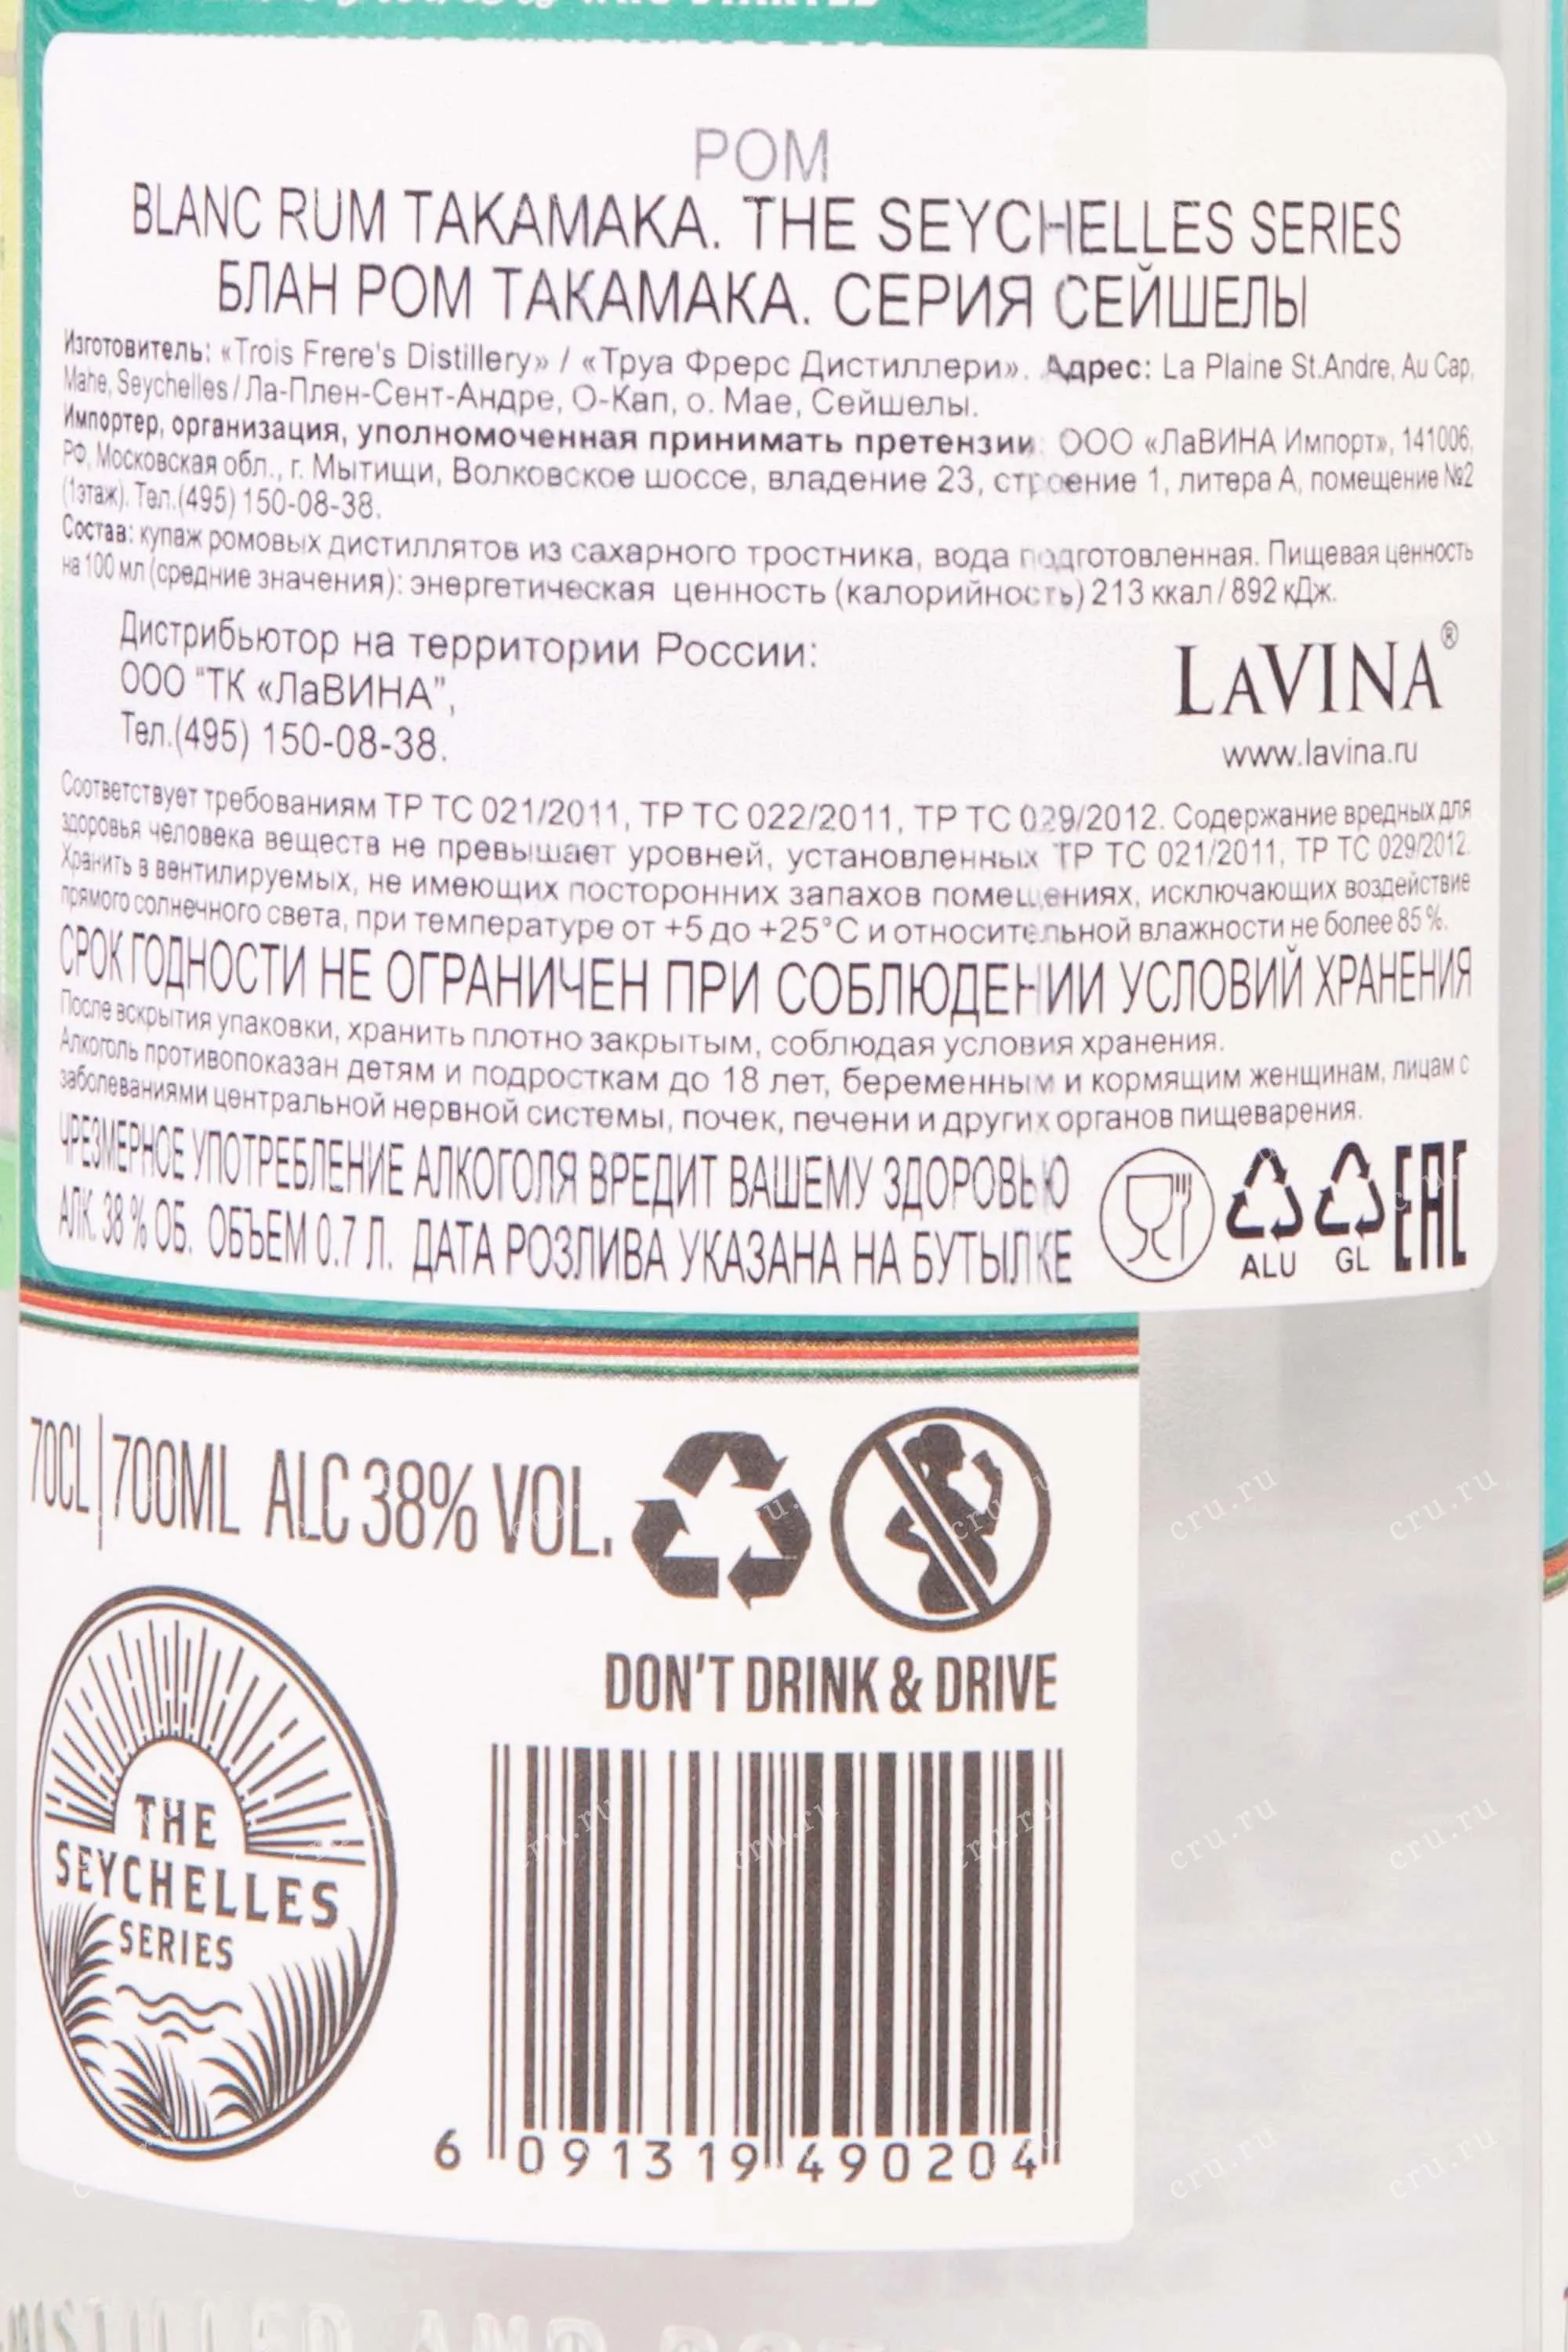 STARTED
РОМ
BLANC RUM TAKAMAKA. THE SEYCHELLES SERIES
БЛАН РОМ ТАКАМАКА. СЕРИЯ СЕЙШЕЛЫ
Изготовитель: «Trois Frere's Distillery» / «Труа Фрерс Дистиллери». Адрес: La Plaine St.Andre, Au Cap,
Mahe, Seychelles / Ла-Плен-Сент-Андре, О-Кап, о. Мае, Сейшелы.
Импортер, организация, уполномоченная принимать претензии: ООО «ЛаВИНА Импорт», 141006,
РФ, Московская обл., г. Мытищи, Волковское шоссе, владение 23, строение 1, литера А, помещение №2
(1этаж). Тел.(495) 150-08-38.
Состав: купаж ромовых дистиллятов из сахарного тростника, вода подготовленная. Пищевая ценность
на 100 мл (средние значения): энергетическая ценность (калорийность) 213 ккал / 892 кДж.
Дистрибьютор на территории России:
ООО "ТК «ЛаВИНА",
Тел.(495) 150-08-38.
LAVINA®
www.lavina.ru
Соответствует требованиям ТР ТС 021/2011, ТР ТС 022/2011, ТР ТС 029/2012. Содержание вредных для
здоровья человека веществ не превышает уровней, установленных ТР ТС 021/2011, ТР ТС 029/2012.
Хранить в вентилируемых, не имеющих посторонних запахов помещениях, исключающих воздействие
прямого солнечного света, при температуре от +5 до +25°С и относительной влажности не более 85 %.
СРОК ГОДНОСТИ НЕ ОГРАНИЧЕН ПРИ СОБЛЮДЕНИИ УСЛОВИЙ ХРАНЕНИЯ
После вскрытия упаковки, хранить плотно закрытым, соблюдая условия хранения.
Алкоголь противопоказан детям и подросткам до 18 лет, беременным и кормящим женщинам, лицам с
заболеваниями центральной нервной системы, почек, печени и других органов пищеварения.
ЧРЕЗМЕРНОЕ УПОТРЕБЛЕНИЕ АЛКОГОЛЯ ВРЕДИТ ВАШЕМУ ЗДОРОВЬЮ
АЛК. 38 % ОБ. ОБЪЕМ 0.7 Л. ДАТА РОЗЛИВА УКАЗАНА НА БУТЫЛКЕ
ALU GL EAC
70CL | 700ML ALC 38% VOL.
DON'T DRINK & DRIVE
THE
SEYCHELLES
SERIES
6 091319 490204
DISTILLED AND
cru.ru